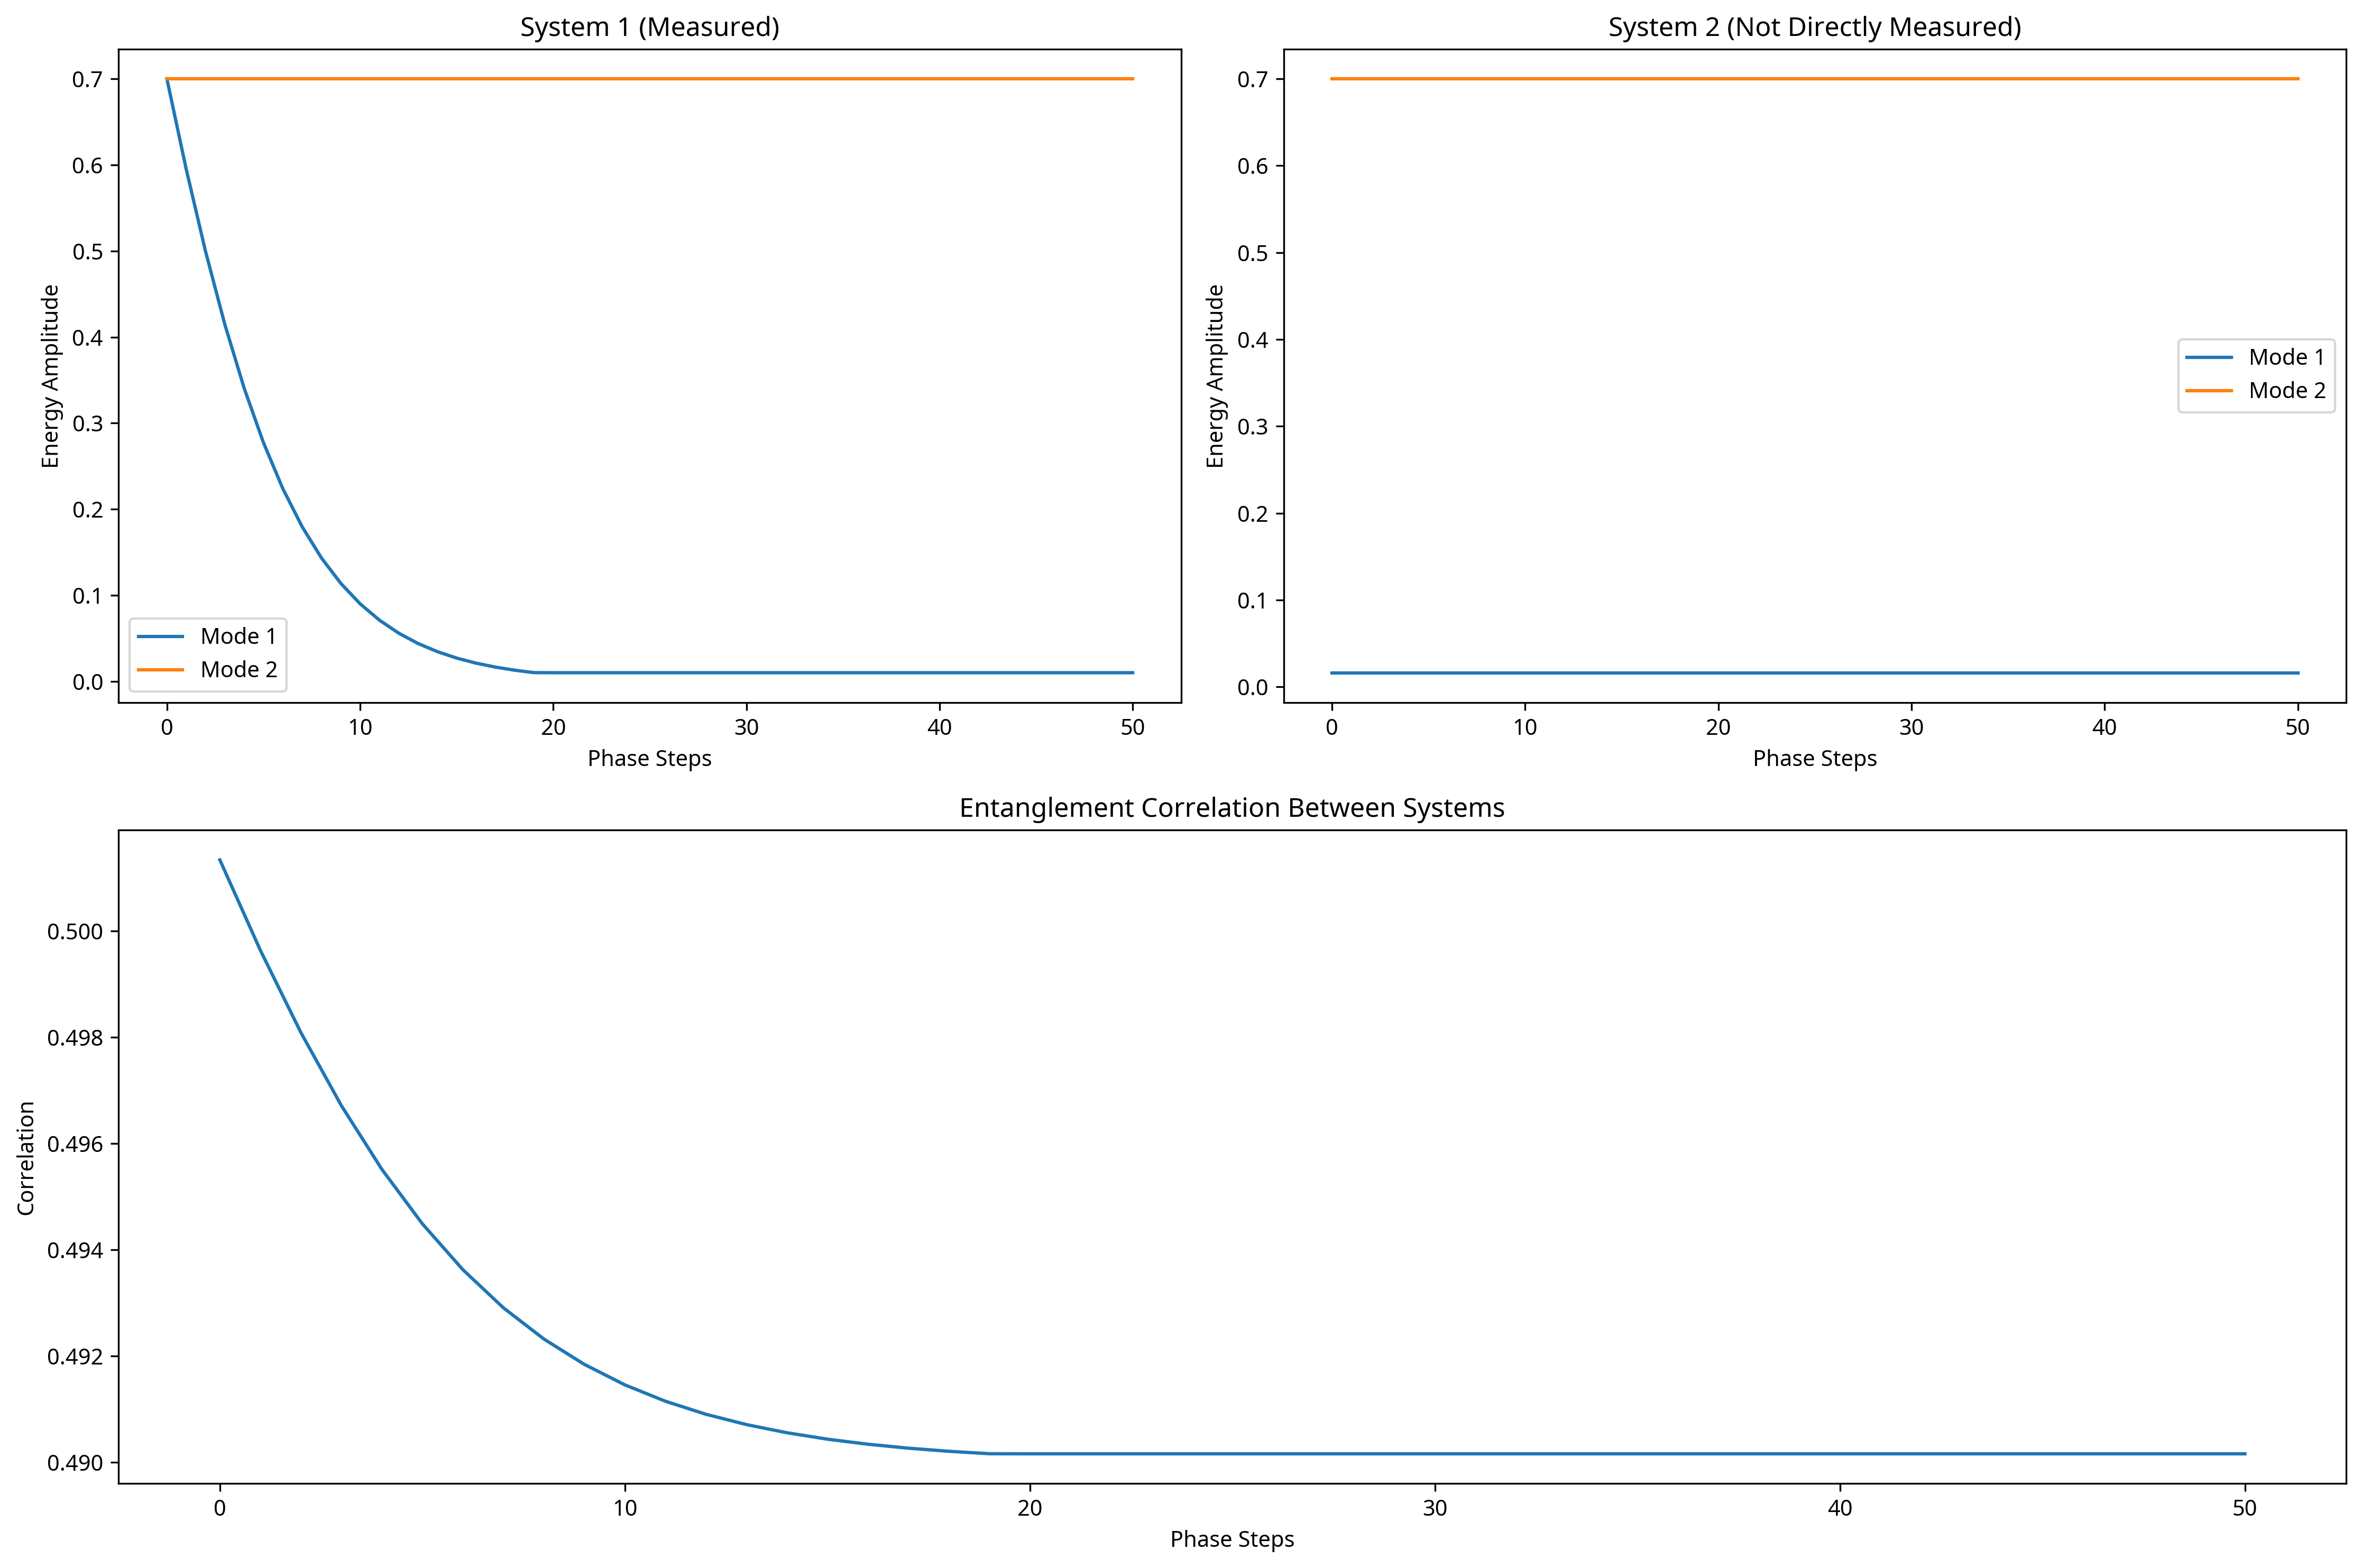 System 1 (Measured)
0.7
0.6
0.5
0.4
0.3
0.2
0.1
0.0
Energy Amplitude
Mode 1
Mode 2
0 10 20 30 40 50
Phase Steps
System 2 (Not Directly Measured)
0.7
0.6
0.5
0.4
0.3
0.2
0.1
0.0
Energy Amplitude
Mode 1
Mode 2
0 10 20 30 40 50
Phase Steps
Entanglement Correlation Between Systems
0.500
0.498
0.496
0.494
0.492
0.490
Correlation
0 10 20 30 40 50
Phase Steps